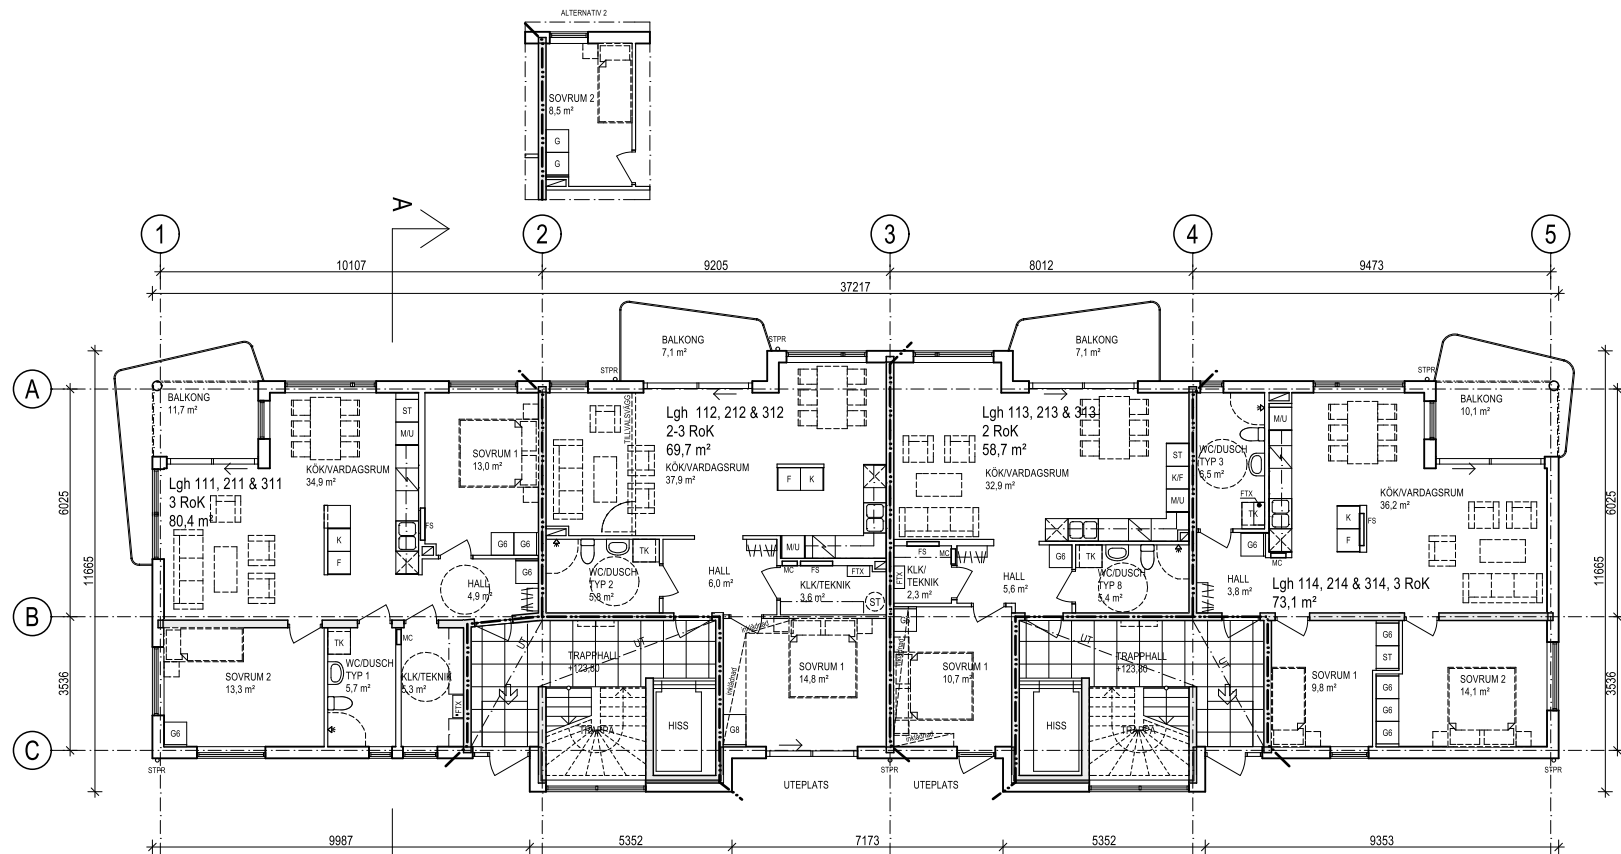 ALTERNATIV 2
SOVRUM 2
8,5 m²
G
G
A
1
2
3
4
5
10107
9205
8012
9473
37217
BALKONG
7,1 m²
STPR
STPR
BALKONG
7,1 m²
STPR
A
BALKONG
11,7 m²
ST
M/U
SOVRUM 1
13,0 m²
KÖK/VARDAGSRUM
34,9 m²
Lgh 111, 211 & 311
3 RoK
80,4 m²
K
F
FS
G6
G6
G6
HALL
4,9 m²
TILLVALSVÄGG
Lgh 112, 212 & 312
2-3 RoK
69,7 m²
KÖK/VARDAGSRUM
37,9 m²
F
K
M/U
TK
WC/DUSCH
TYP 2
5,8 m²
HALL
6,0 m²
MC
FS
FTX
KLK/TEKNIK
3,6 m²
ST
Lgh 113, 213 & 313
2 RoK
58,7 m²
KÖK/VARDAGSRUM
32,9 m²
ST
K/F
M/U
FS
MC
FTX
KLK/
TEKNIK
2,3 m²
HALL
5,6 m²
G6
TK
WC/DUSCH
TYP 8
5,4 m²
WC/DUSCH
TYP 3
6,5 m²
FTX
TK
G6
MC
M/U
HALL
3,8 m²
BALKONG
10,1 m²
KÖK/VARDAGSRUM
36,2 m²
K
F
FS
Lgh 114, 214 & 314, 3 RoK
73,1 m²
6025
11665
3536
6025
11665
3536
B
C
SOVRUM 2
13,3 m²
G6
TK
WC/DUSCH
TYP 1
5,7 m²
MC
KLK/TEKNIK
5,3 m²
FTX
UT
UT
TRAPPHALL
+123,80
TRAPPA
HISS
inklädnad
inklädnad
SOVRUM 1
14,8 m²
G8
G6
inklädnad
SOVRUM 1
10,7 m²
inklädnad
UT
UT
TRAPPHALL
+123,80
HISS
TRAPPA
SOVRUM 1
9,8 m²
G6
ST
G6
G6
G6
SOVRUM 2
14,1 m²
STPR
UTEPLATS
STPR
UTEPLATS
STPR
9987
5352
7173
5352
9353